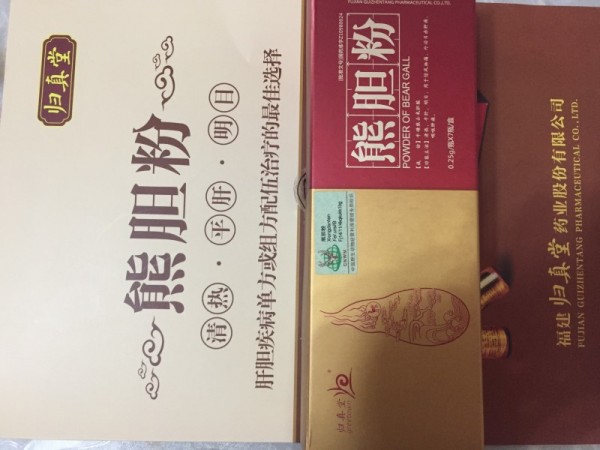 归真堂
熊胆粉
清热·平肝·明目
肝胆疾病单方或组方配伍治疗的最佳选择
FUJIAN GUIZHENTANG PHARMACEUTICAL CO., LTD.
熊胆粉
POWDER OF BEAR GALL
0.25g/瓶X7瓶/盒
归真堂
福建归真堂药业股份有限公司
FUJIAN GUIZHENTANG PHARMACEUTICAL CO.,LTD.